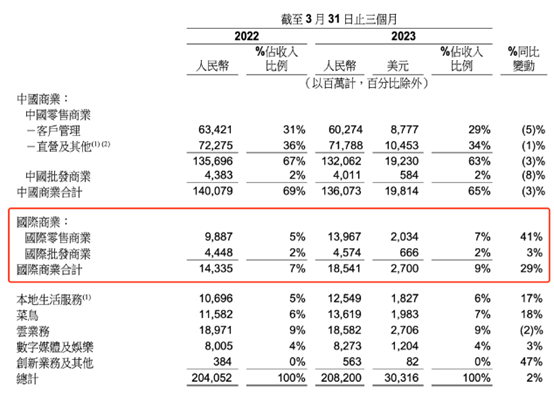 截至 3 月 31 日止三個月
2022 2023
人民幣 %佔收入比例 人民幣 美元 %佔收入比例 %同比變動
(以百萬計，百分比除外)
中國商業：
中國零售商業
－客戶管理 63,421 31% 60,274 8,777 29% (5)%
－直營及其他(1) (2) 72,275 36% 71,788 10,453 34% (1)%
135,696 67% 132,062 19,230 63% (3)%
中國批發商業 4,383 2% 4,011 584 2% (8)%
中國商業合計 140,079 69% 136,073 19,814 65% (3)%
國際商業：
國際零售商業 9,887 5% 13,967 2,034 7% 41%
國際批發商業 4,448 2% 4,574 666 2% 3%
國際商業合計 14,335 7% 18,541 2,700 9% 29%
本地生活服務(1) 10,696 5% 12,549 1,827 6% 17%
菜鳥 11,582 6% 13,619 1,983 7% 18%
雲業務 18,971 9% 18,582 2,706 9% (2)%
數字媒體及娛樂 8,005 4% 8,273 1,204 4% 3%
創新業務及其他 384 0% 563 82 0% 47%
總計 204,052 100% 208,200 30,316 100% 2%